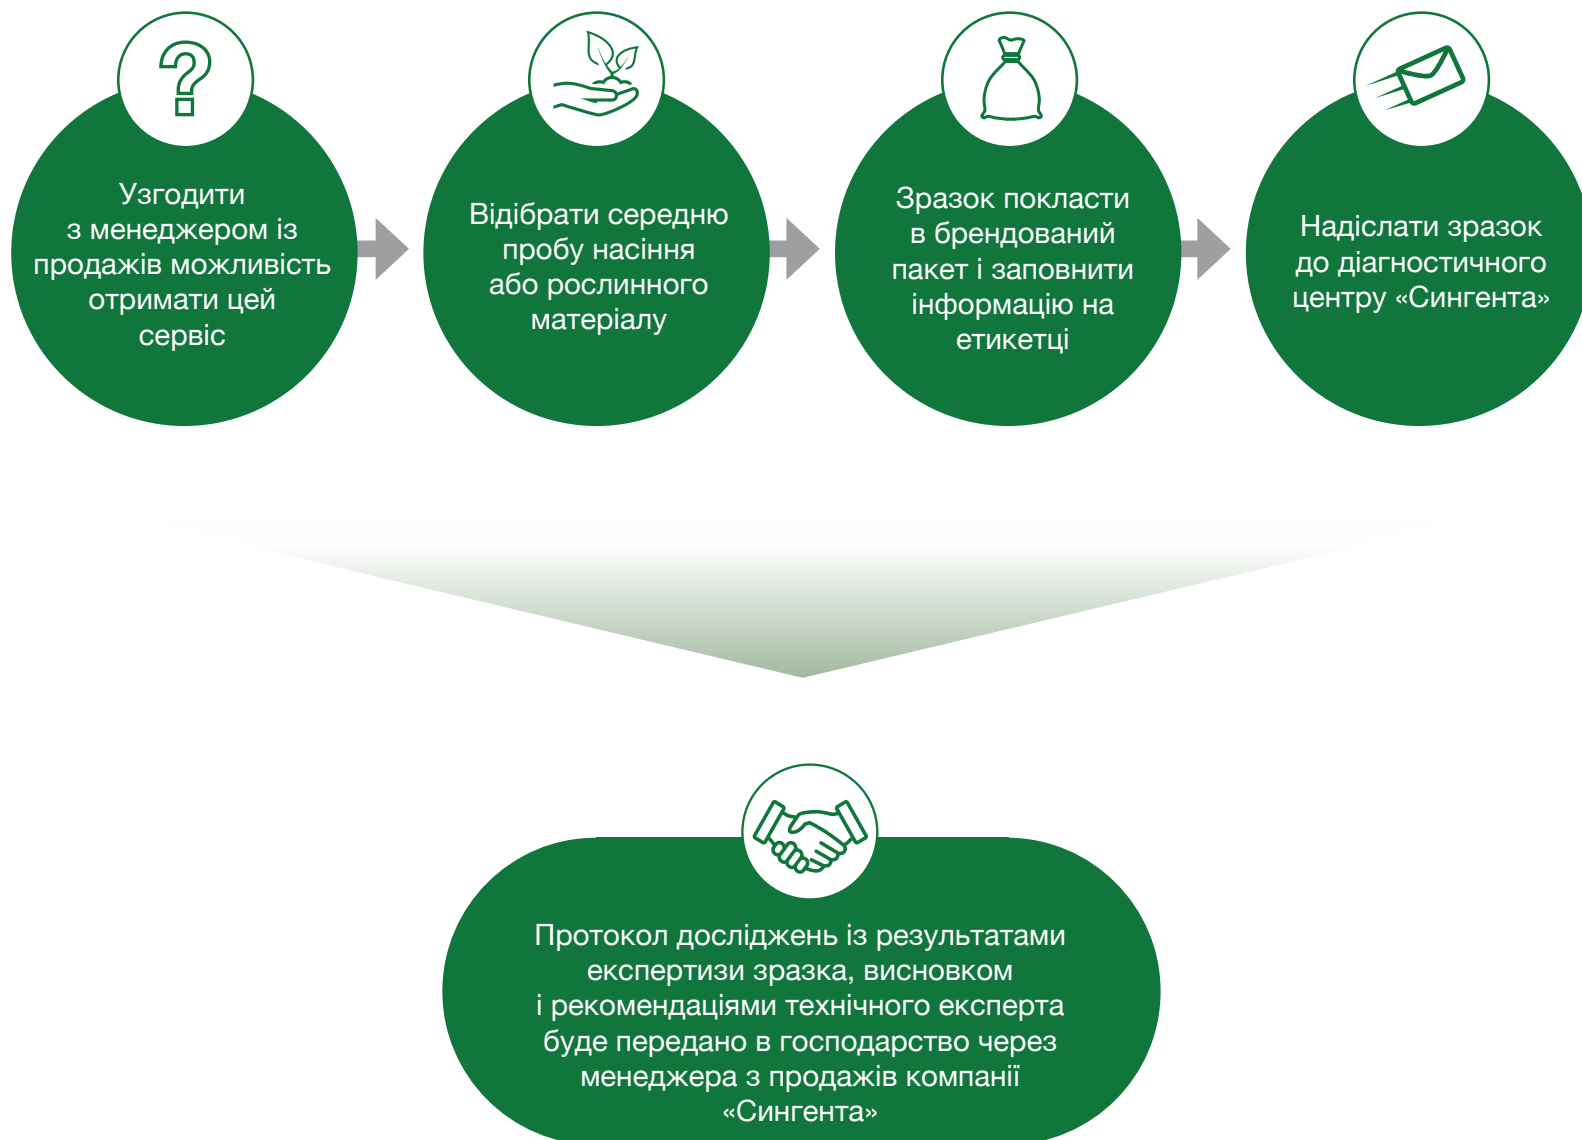 Узгодити
з менеджером із
продажів можливість
отримати цей
сервіс
Відібрати середню
пробу насіння
або рослинного
матеріалу
Зразок покласти
в брендований
пакет і заповнити
інформацію на
етикетці
Надіслати зразок
до діагностичного
центру «Сингента»
Протокол досліджень із результатами
експертизи зразка, висновком
і рекомендаціями технічного експерта
буде передано в господарство через
менеджера з продажів компанії
«Сингента»